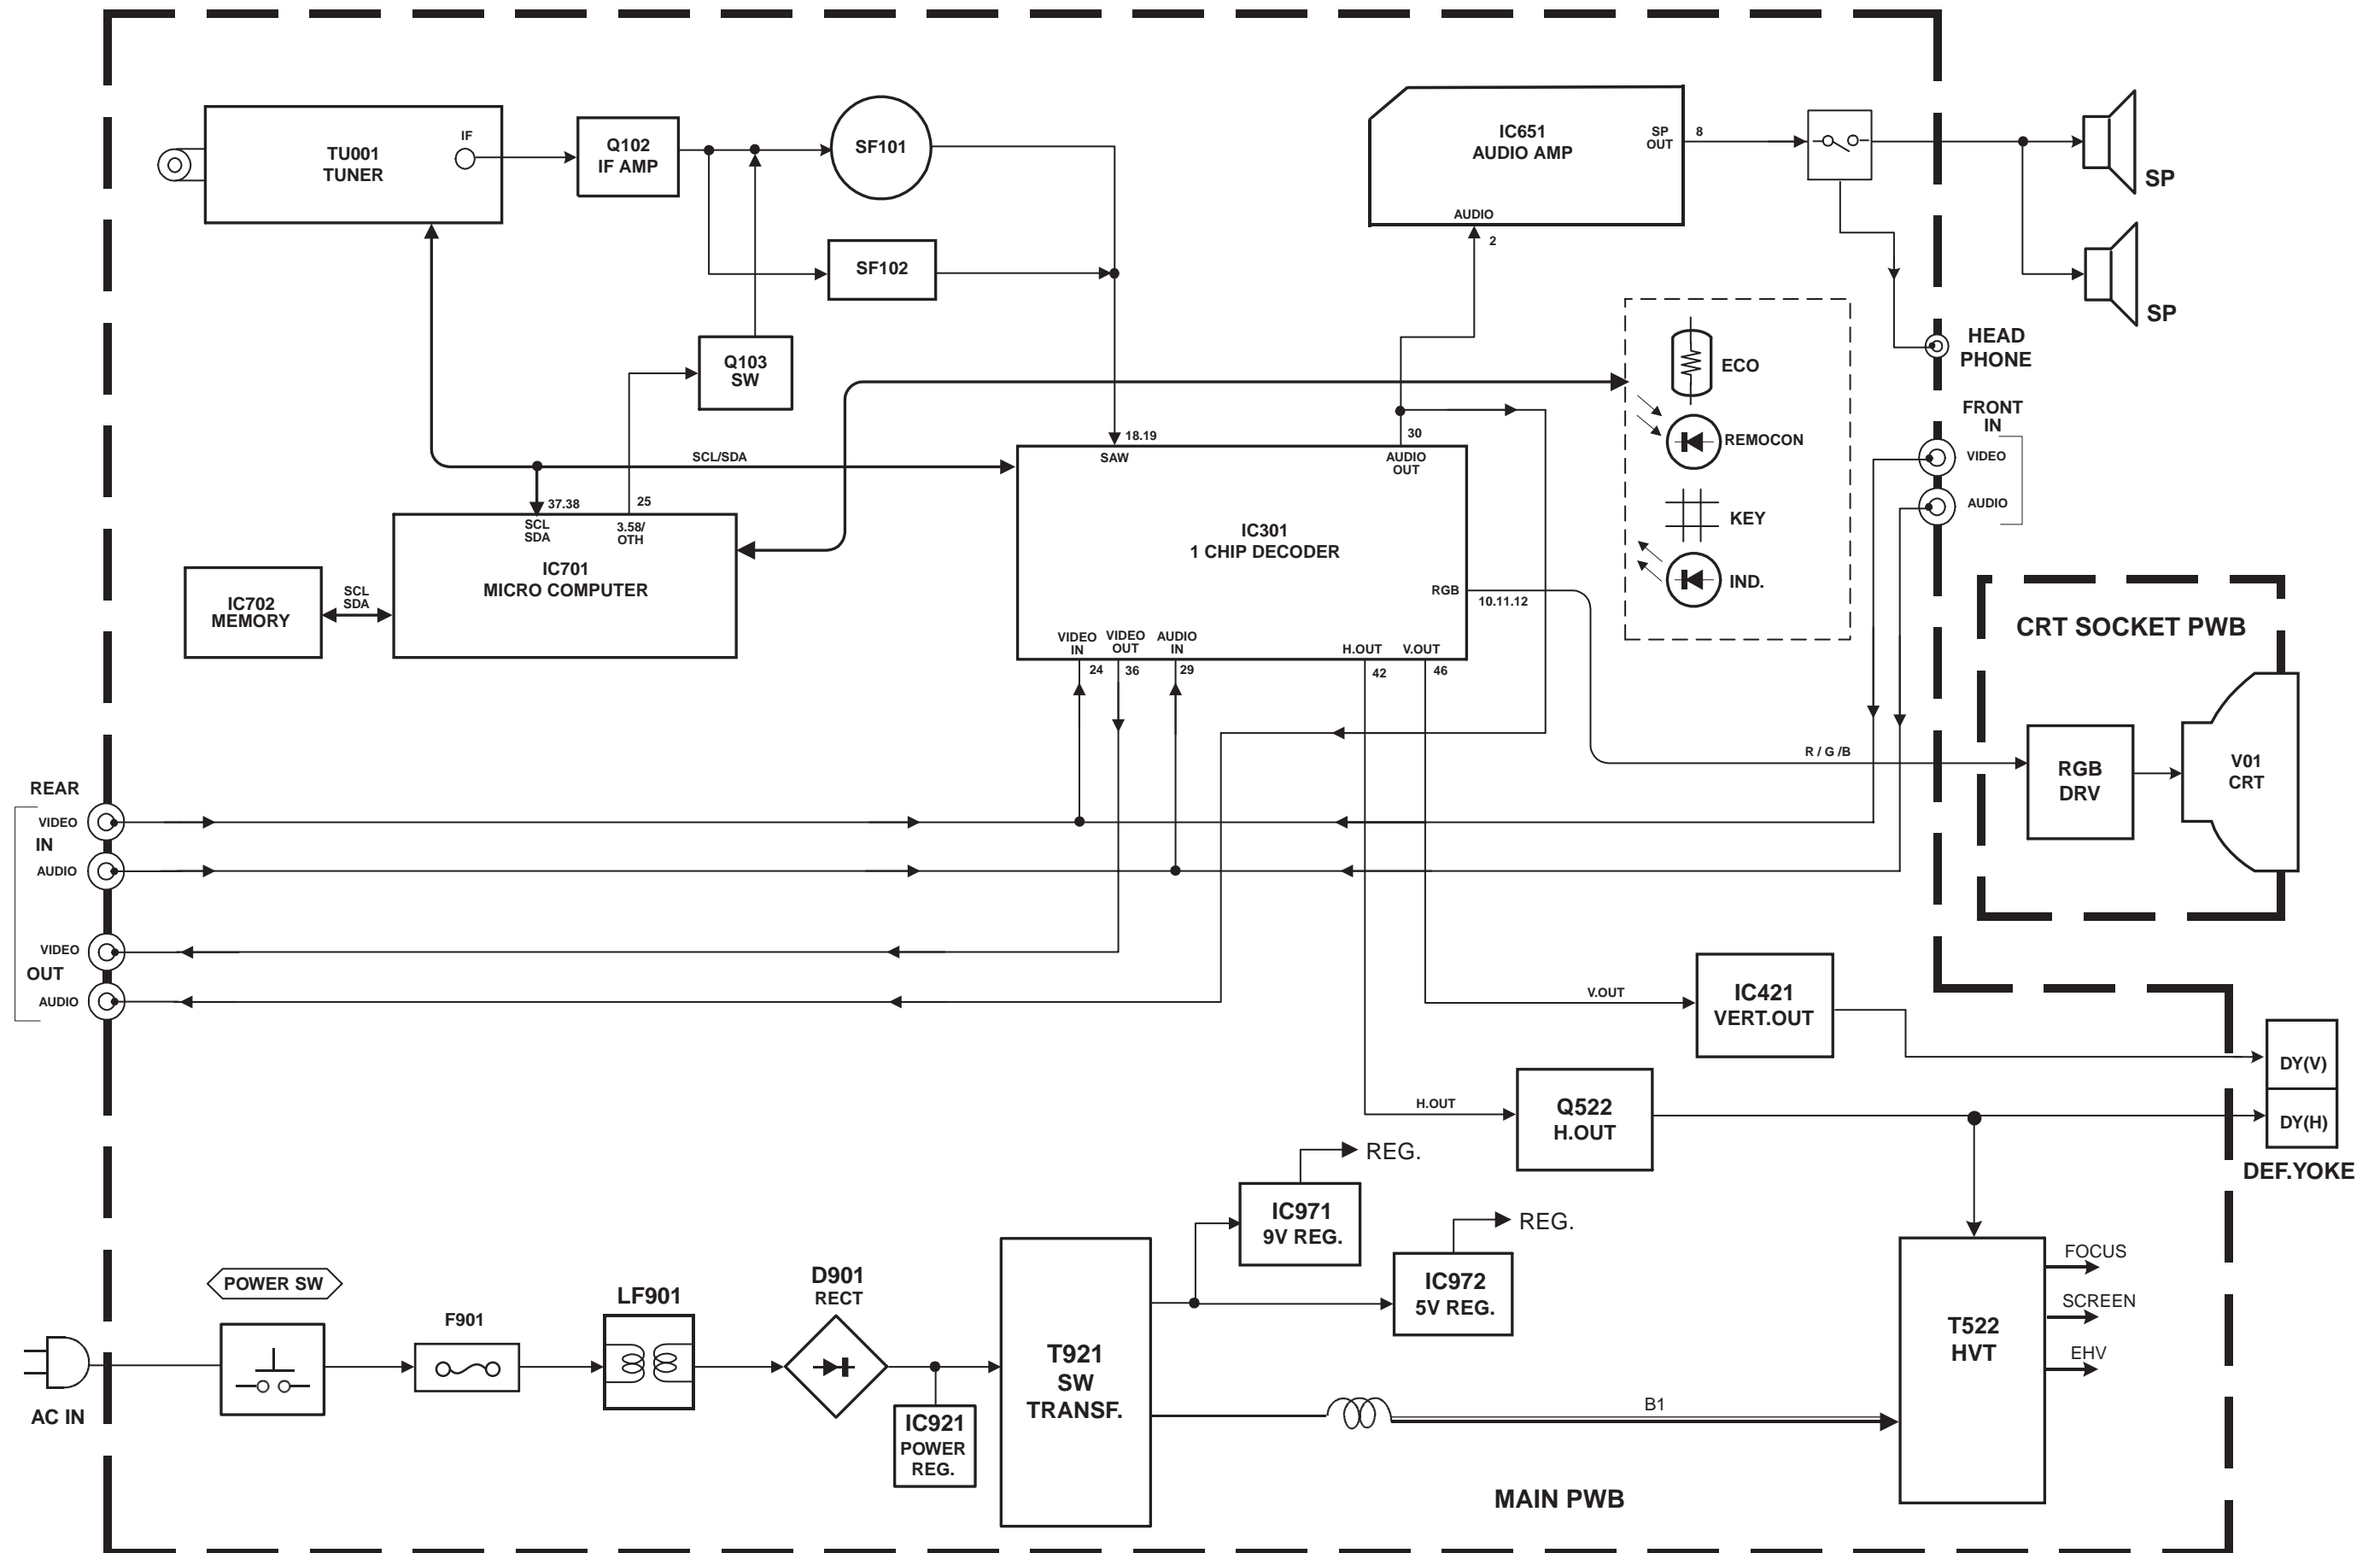 TU001
TUNER
IF
Q102
IF AMP
SF101
SF102
Q103
SW
IC651
AUDIO AMP
SP
OUT
8
AUDIO
2
SP
SP
HEAD
PHONE
ECO
REMOCON
KEY
IND.
FRONT
IN
VIDEO
AUDIO
SCL/SDA
18.19
SAW
30
AUDIO
OUT
37.38
25
SCL
SDA
3.58/
OTH
IC701
MICRO COMPUTER
IC702
MEMORY
SCL
SDA
IC301
1 CHIP DECODER
RGB
10.11.12
VIDEO
IN
VIDEO
OUT
AUDIO
IN
H.OUT
V.OUT
24
36
29
42
46
CRT SOCKET PWB
R / G /B
RGB
DRV
V01
CRT
REAR
VIDEO
IN
AUDIO
VIDEO
OUT
AUDIO
V.OUT
IC421
VERT.OUT
DY(V)
DY(H)
DEF.YOKE
H.OUT
Q522
H.OUT
REG.
IC971
9V REG.
REG.
IC972
5V REG.
POWER SW
F901
LF901
D901
RECT
AC IN
IC921
POWER
REG.
T921
SW
TRANSF.
B1
T522
HVT
FOCUS
SCREEN
EHV
MAIN PWB